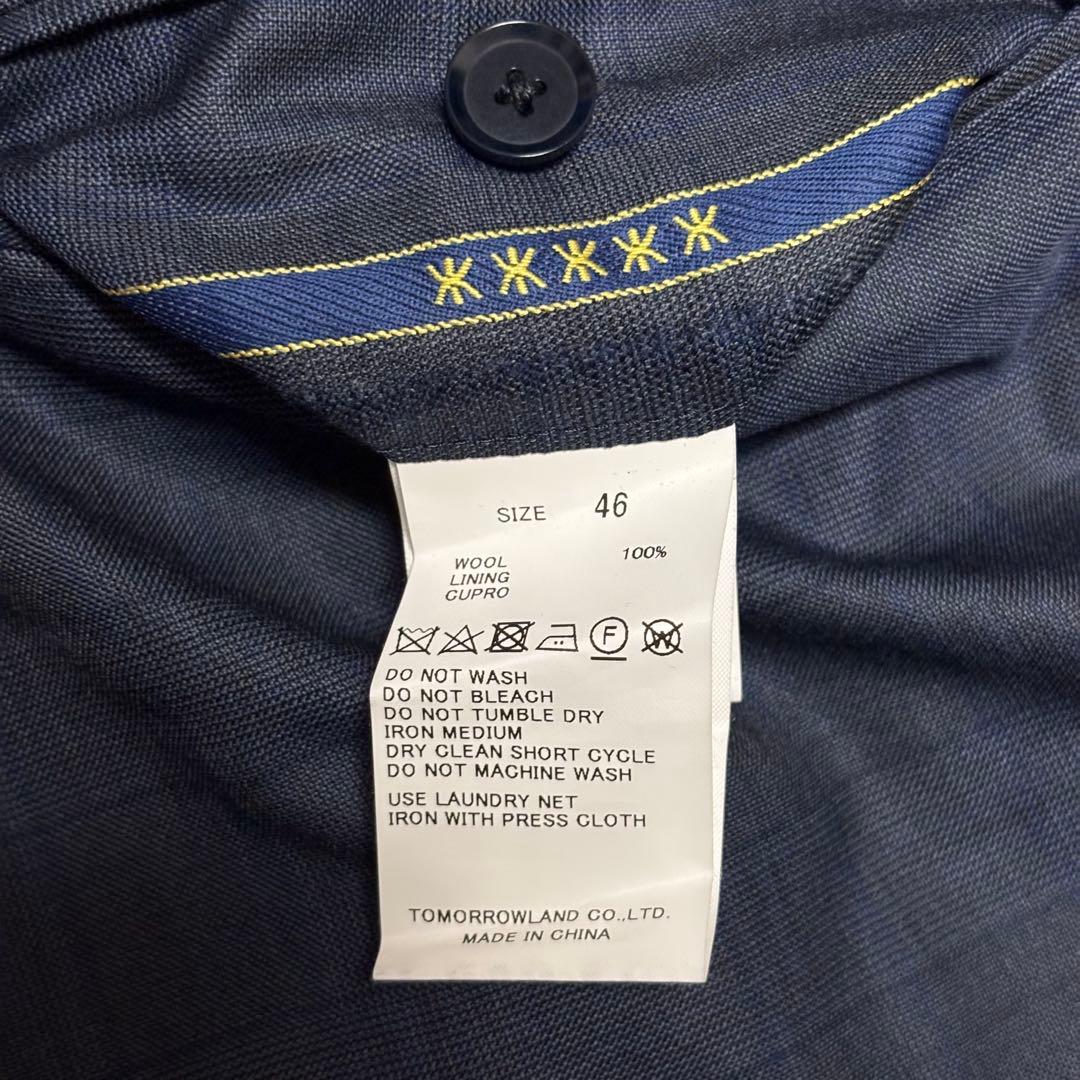 SIZE 46
WOOL 100%
LINING
CUPRO
F W
DO NOT WASH
DO NOT BLEACH
DO NOT TUMBLE DRY
IRON MEDIUM
DRY CLEAN SHORT CYCLE
DO NOT MACHINE WASH
USE LAUNDRY NET
IRON WITH PRESS CLOTH
TOMORROWLAND CO.,LTD.
MADE IN CHINA